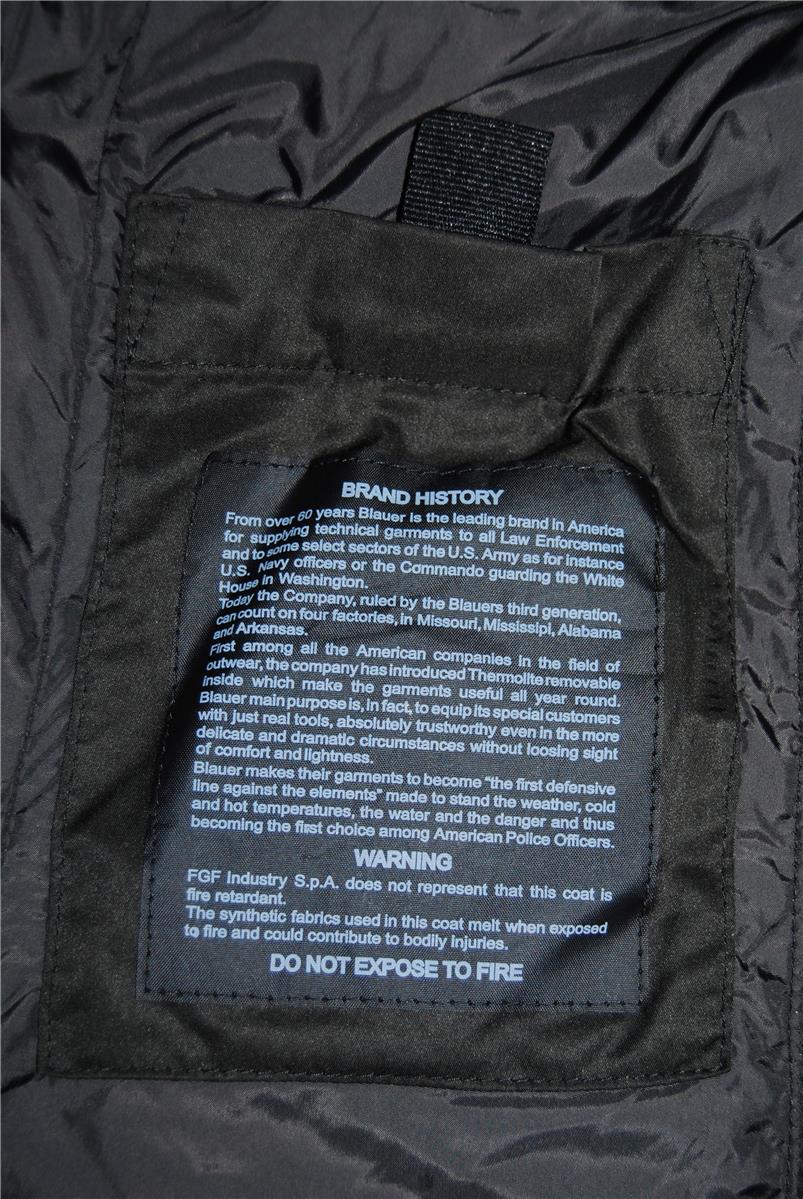 BRAND HISTORY
From over 60 years Blauer is the leading brand in America
for supplying technical garments to all Law Enforcement
and to some select sectors of the U.S. Army as for instance
U.S. Navy officers or the Commando guarding the White
House in Washington.
Today the Company, ruled by the Blauers third generation,
can count on four factories, in Missouri, Mississipi, Alabama
and Arkansas.
First among all the American companies in the field of
outwear, the company has introduced Thermolite removable
inside which make the garments useful all year round.
Blauer main purpose is, in fact, to equip its special customers
with just real tools, absolutely trustworthy even in the more
delicate and dramatic circumstances without loosing sight
of comfort and lightness.
Blauer makes their garments to become "the first defensive
line against the elements" made to stand the weather, cold
and hot temperatures, the water and the danger and thus
becoming the first choice among American Police Officers.
WARNING
FGF Industry S.p.A. does not represent that this coat is
fire retardant.
The synthetic fabrics used in this coat melt when exposed
to fire and could contribute to bodily injuries.
DO NOT EXPOSE TO FIRE